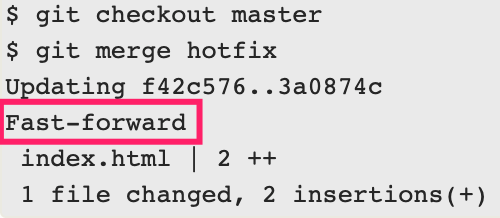 $ git checkout master
$ git merge hotfix
Updating f42c576..3a0874c
Fast-forward
 index.html | 2 ++
 1 file changed, 2 insertions(+)